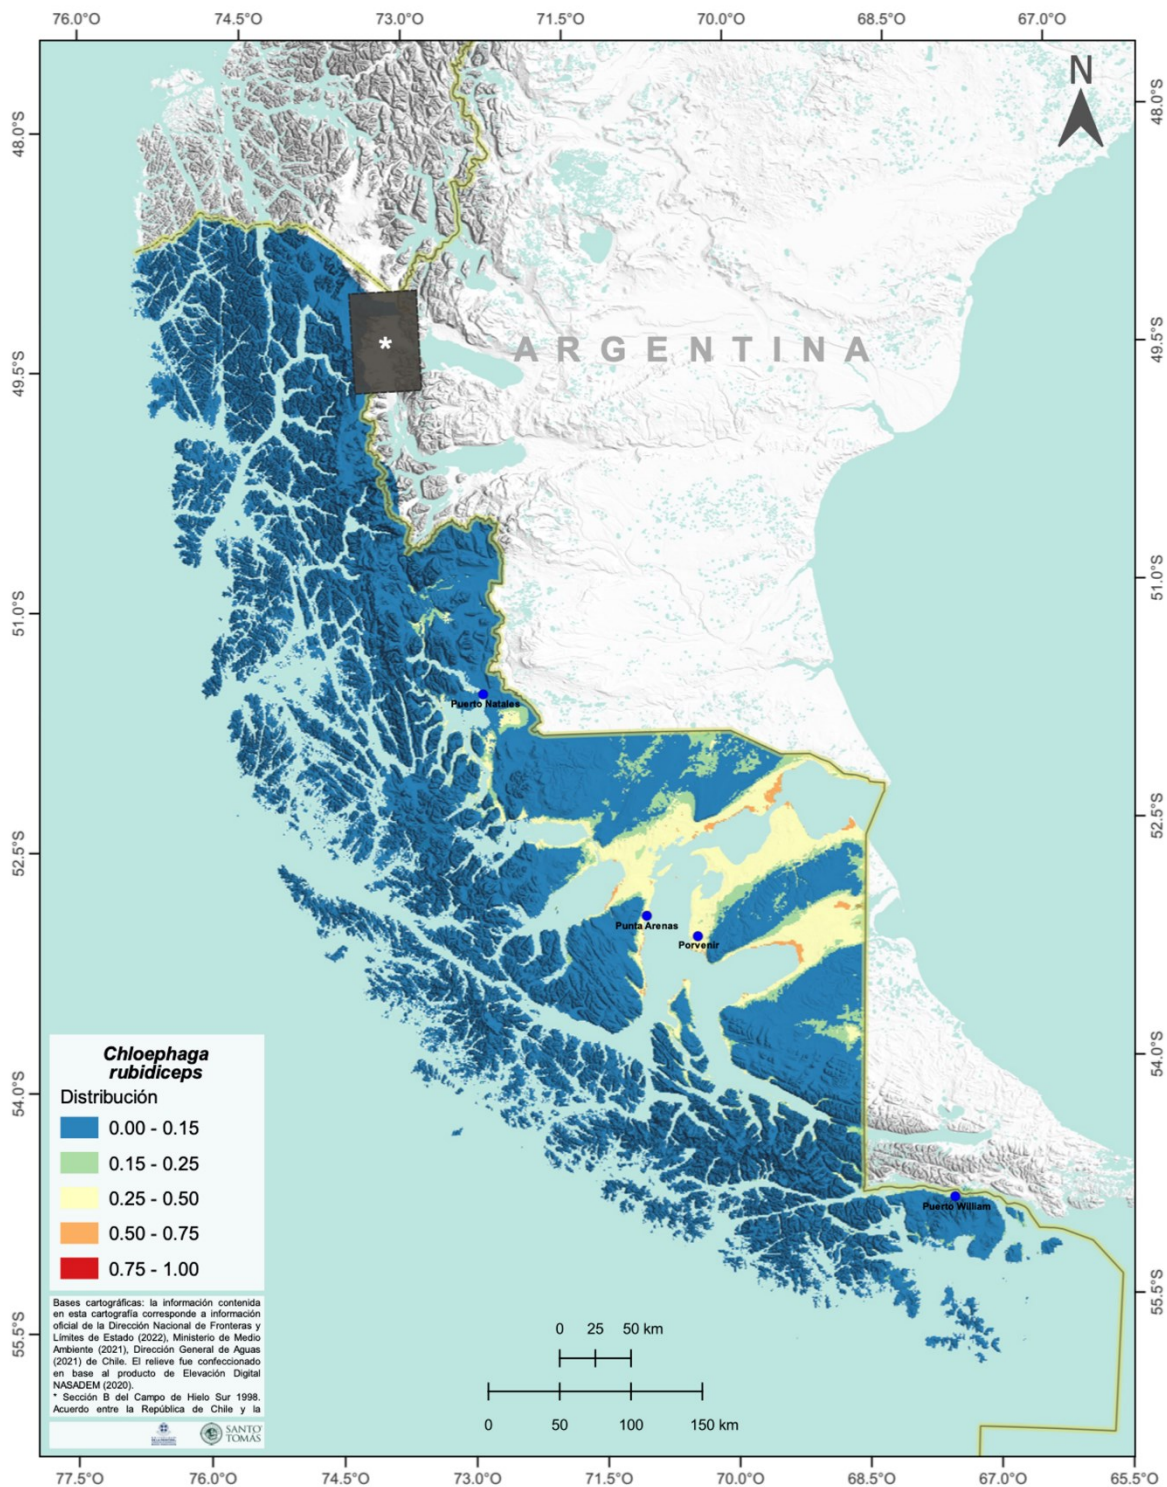 76.0°O 74.5°O 73.0°O 71.5°O 70.0°O 68.5°O 67.0°O
N
48.0°S
48.0°S
A R G E N T I N A
*
49.5°S
49.5°S
51.0°S
51.0°S
Puerto Natales
52.5°S
52.5°S
Punta Arenas
Porvenir
54.0°S
54.0°S
Puerto William
55.5°S
55.5°S
Chloephaga
rubidiceps
Distribución
0.00 - 0.15
0.15 - 0.25
0.25 - 0.50
0.50 - 0.75
0.75 - 1.00
Bases cartográficas: la información contenida
en esta cartografía corresponde a información
oficial de la Dirección Nacional de Fronteras y
Límites de Estado (2022), Ministerio de Medio
Ambiente (2021), Dirección General de Aguas
(2021) de Chile. El relieve fue confeccionado
en base al producto de Elevación Digital
NASADEM (2020).
* Sección B del Campo de Hielo Sur 1998.
Acuerdo entre la República de Chile y la
SANTO
TOMÁS
0 25 50 km
0 50 100 150 km
77.5°O 76.0°O 74.5°O 73.0°O 71.5°O 70.0°O 68.5°O 67.0°O 65.5°O